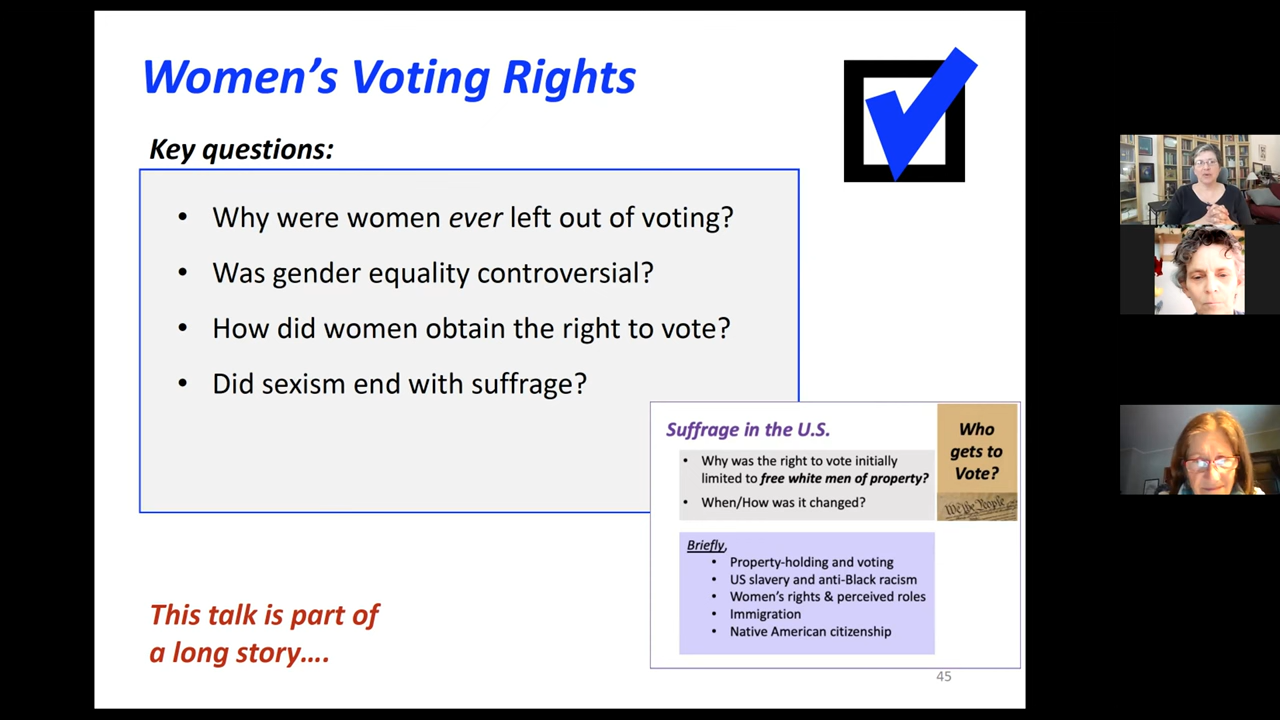 Women's Voting Rights
Key questions:
• Why were women ever left out of voting?
• Was gender equality controversial?
• How did women obtain the right to vote?
• Did sexism end with suffrage?
Suffrage in the U.S.
• Why was the right to vote initially
limited to free white men of property?
• When/How was it changed?
Who
gets to
Vote?
We the People
Briefly,
• Property-holding and voting
• US slavery and anti-Black racism
• Women's rights & perceived roles
• Immigration
• Native American citizenship
This talk is part of
a long story....
45